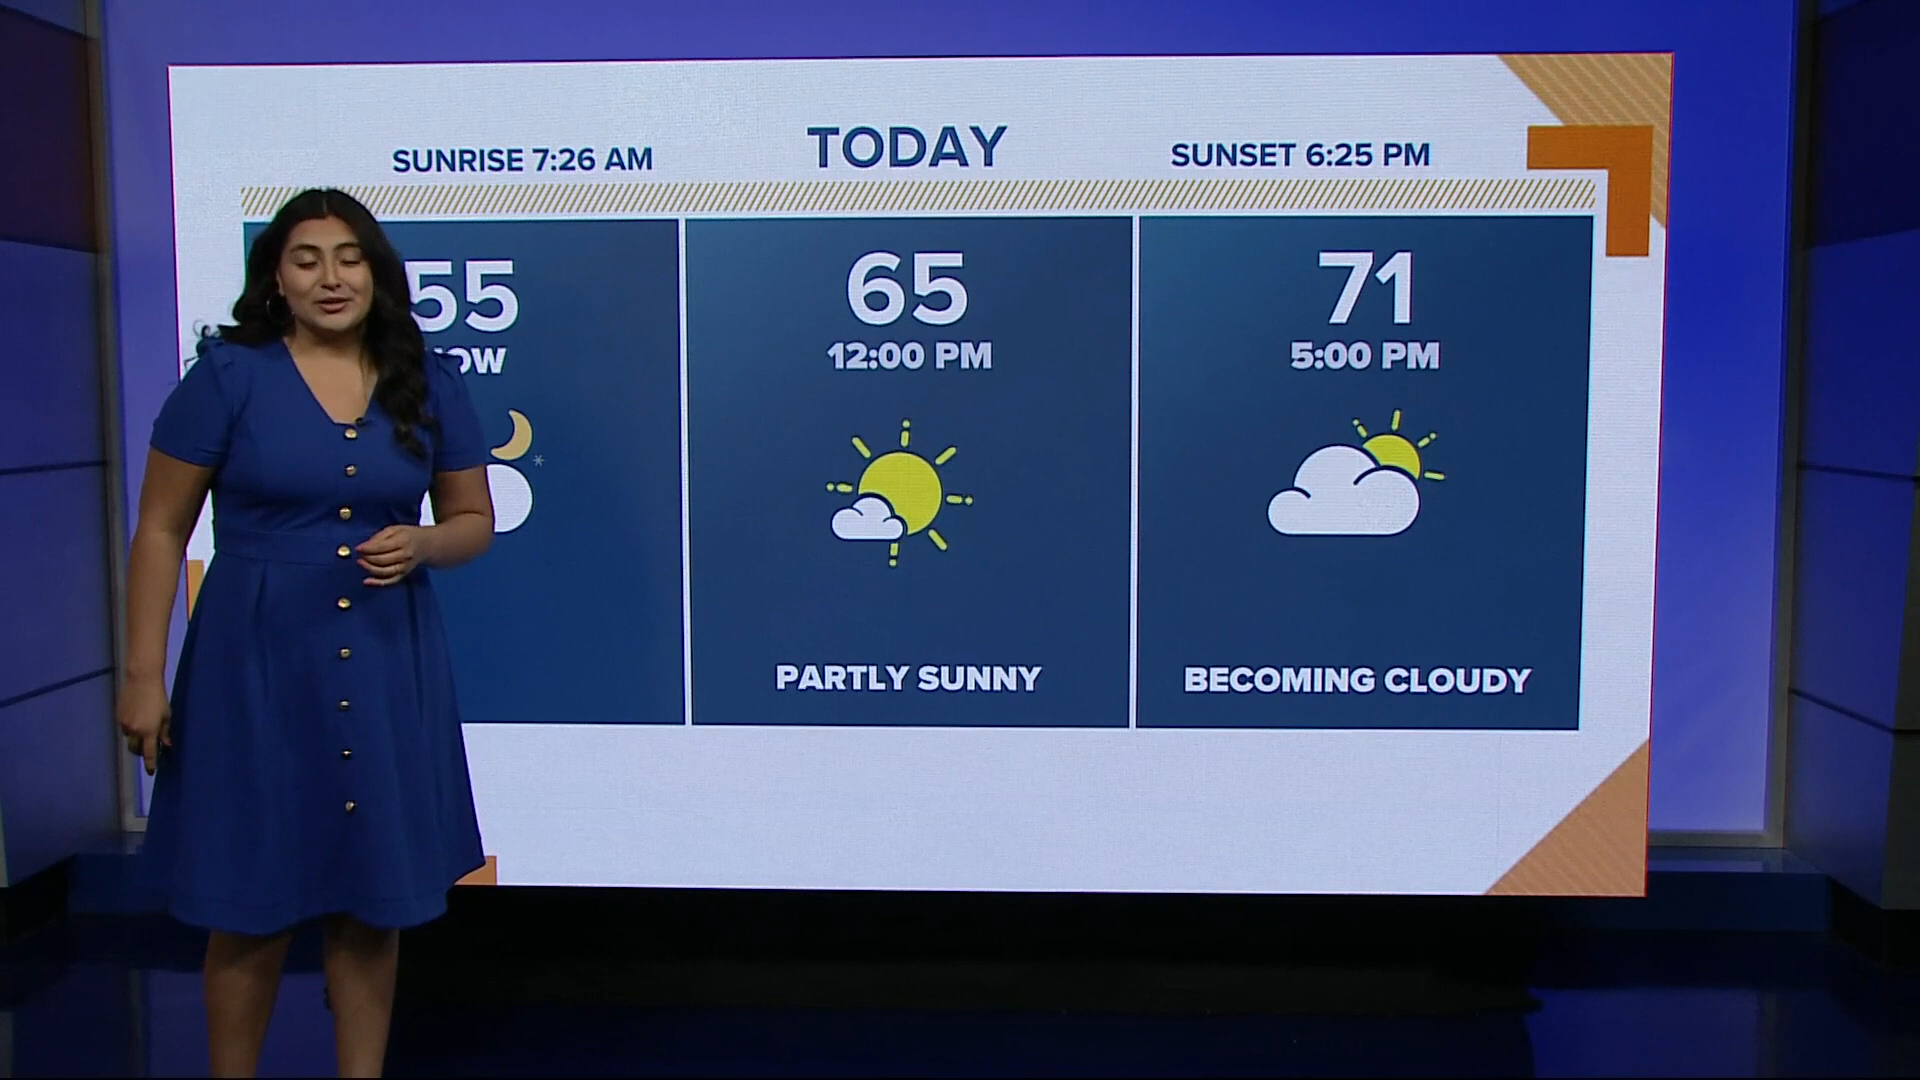 TODAY
SUNRISE 7:26 AM
SUNSET 6:25 PM
55
65
12:00 PM
PARTLY SUNNY
71
5:00 PM
BECOMING CLOUDY